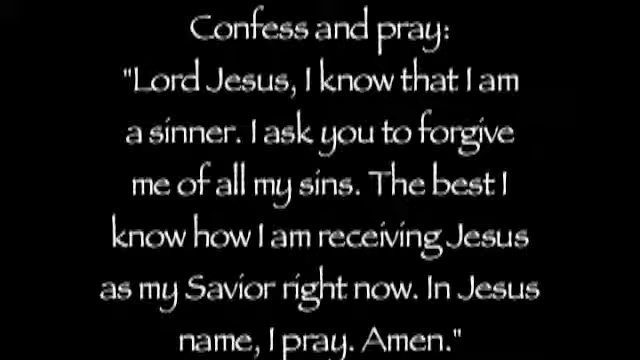 Confess and pray:
"Lord Jesus, I know that I am
a sinner. I ask you to forgive
me of all my sins. The best I
know how I am receiving Jesus
as my Savior right now. In Jesus
name, I pray. Amen."